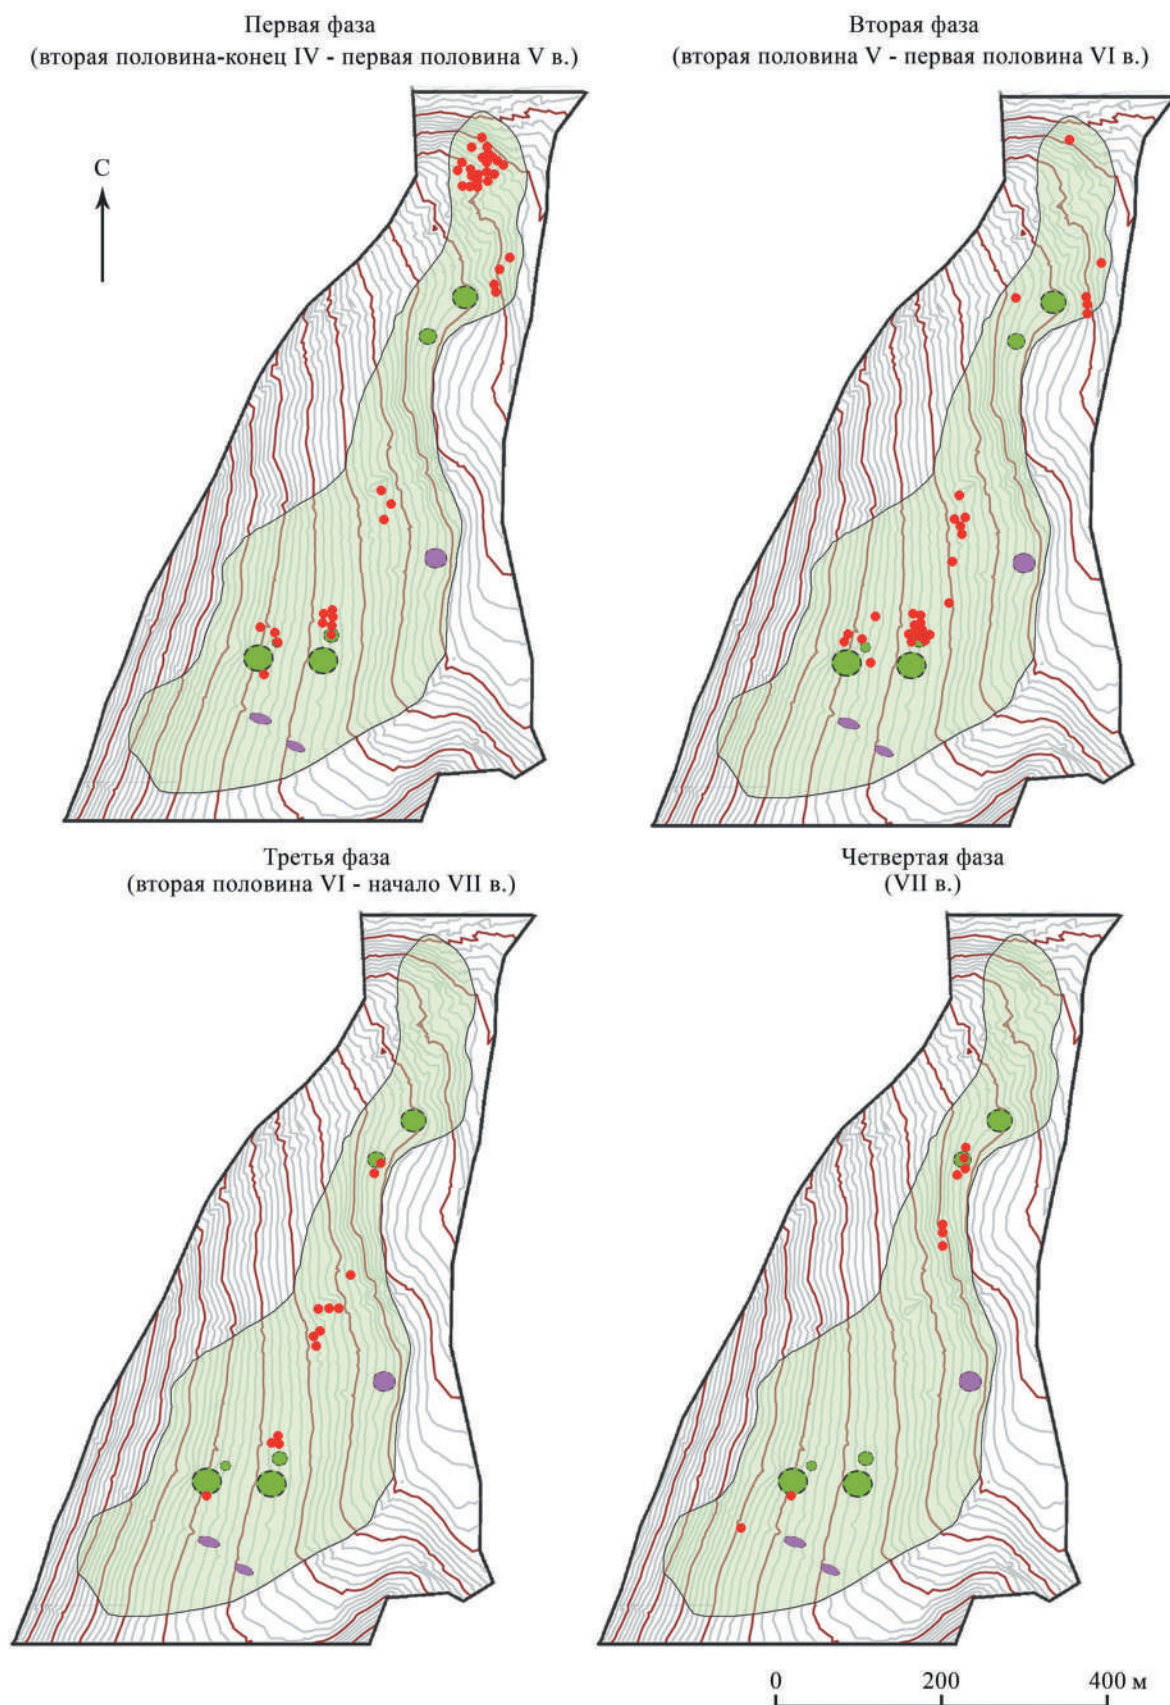 Первая фаза
(вторая половина-конец IV - первая половина V в.)
Вторая фаза
(вторая половина V - первая половина VI в.)
С
Третья фаза
(вторая половина VI - начало VII в.)
Четвертая фаза
(VII в.)
0 200 400 м